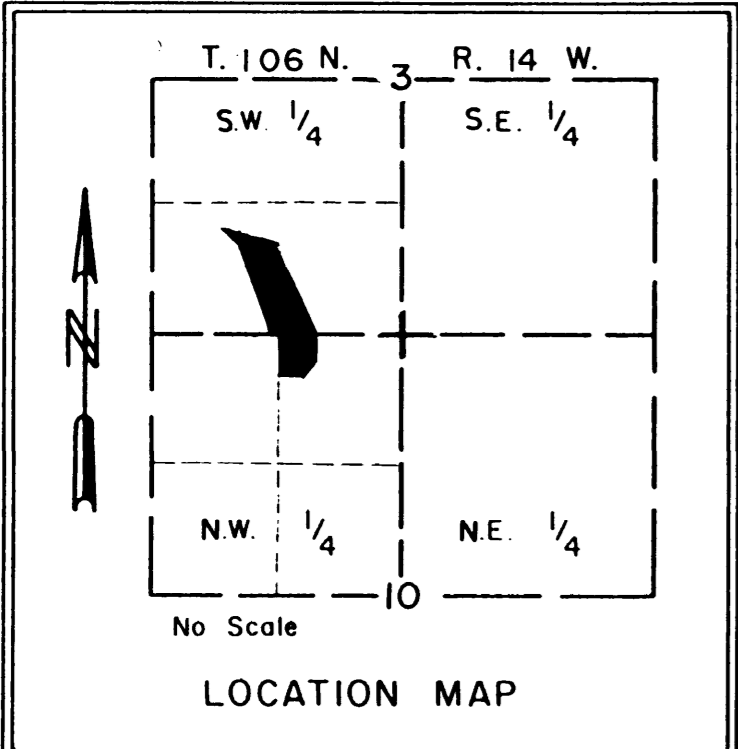 T. 106 N. 3 R. 14 W.
S.W. 1/4 S.E. 1/4
N
N.W. 1/4 N.E. 1/4
10
No Scale
LOCATION MAP